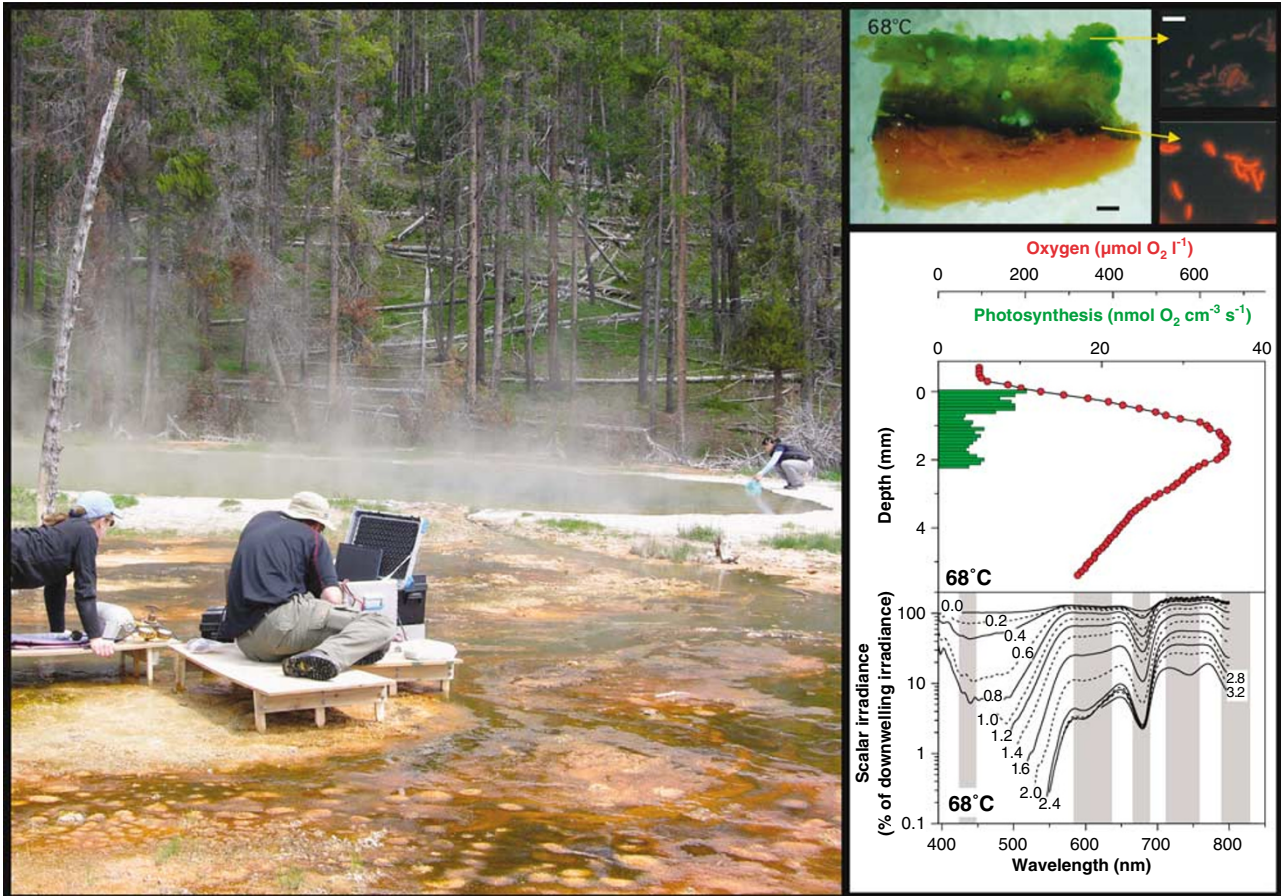 68°C
Oxygen (µmol O₂ l⁻¹)
0 200 400 600
Photosynthesis (nmol O₂ cm⁻³ s⁻¹)
0 20 40
0
2
4
Depth (mm)
68°C
100
10
1
0.1
Scalar irradiance
(% of downwelling irradiance)
0.0
0.2
0.4
0.6
0.8
1.0
1.2
1.4
1.6
2.0
2.4
2.8
3.2
68°C
400 500 600 700 800
Wavelength (nm)